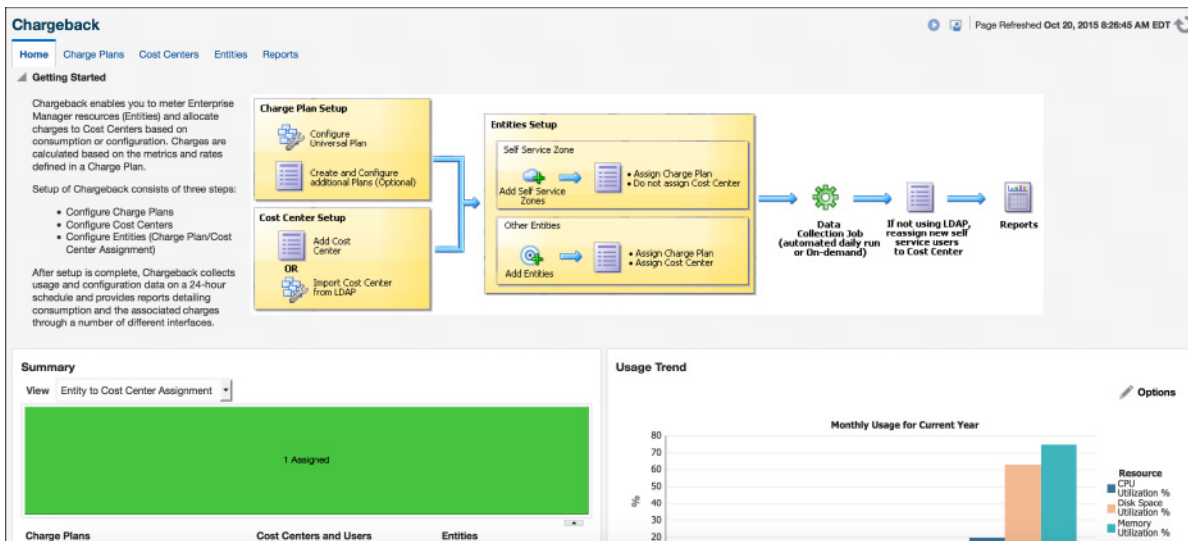 Chargeback
Page Refreshed Oct 20, 2015 8:26:45 AM EDT
Home Charge Plans Cost Centers Entities Reports
Getting Started
Chargeback enables you to meter Enterprise
Manager resources (Entities) and allocate
charges to Cost Centers based on
consumption or configuration. Charges are
calculated based on the metrics and rates
defined in a Charge Plan.
Setup of Chargeback consists of three steps:
• Configure Charge Plans
• Configure Cost Centers
• Configure Entities (Charge Plan/Cost
Center Assignment)
After setup is complete, Chargeback collects
usage and configuration data on a 24-hour
schedule and provides reports detailing
consumption and the associated charges
through a number of different interfaces.
Charge Plan Setup
Configure
Universal Plan
Create and Configure
additional Plans (Optional)
Cost Center Setup
Add Cost
Center
OR
Import Cost Center
from LDAP
Entities Setup
Self Service Zone
Add Self Service
Zones
• Assign Charge Plan
• Do not assign Cost Center
Other Entities
Add Entities
• Assign Charge Plan
• Assign Cost Center
Data
Collection Job
(automated daily run
or On-demand)
If not using LDAP,
reassign new self
service users
to Cost Center
Reports
Summary
View Entity to Cost Center Assignment
1 Assigned
Charge Plans Cost Centers and Users Entities
Usage Trend
Options
Monthly Usage for Current Year
80
70
60
50
40
30
20
%
Resource
CPU
Utilization %
Disk Space
Utilization %
Memory
Utilization %